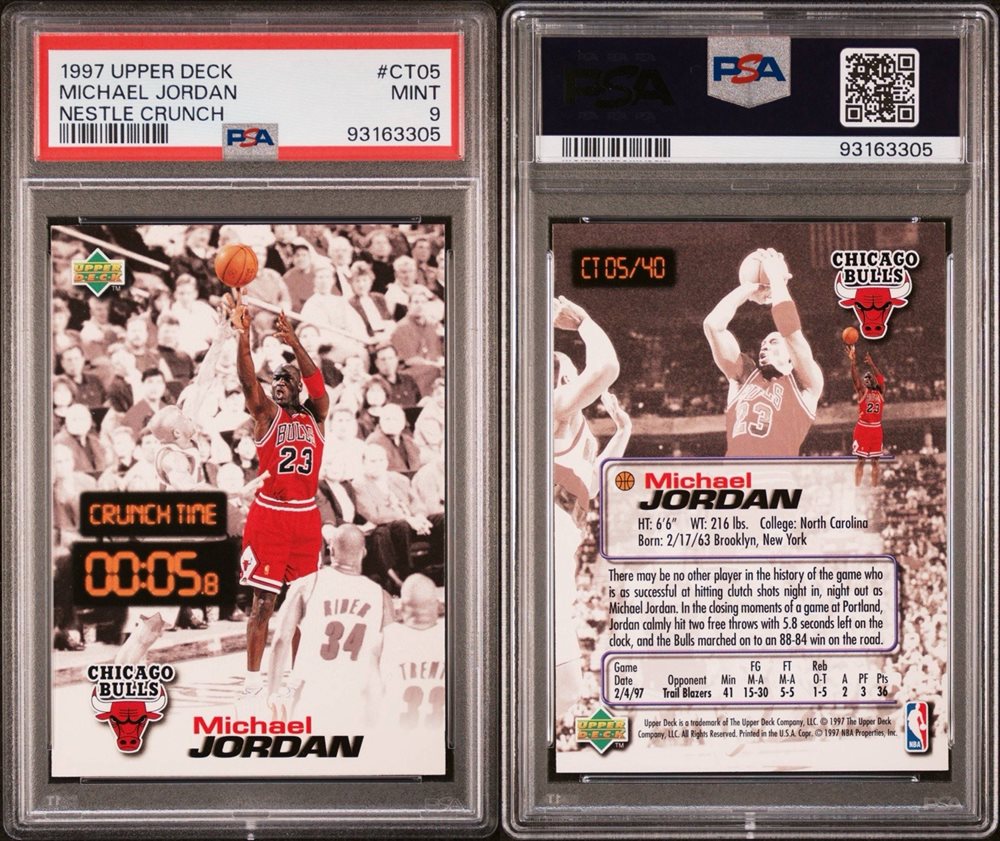 1997 UPPER DECK #CT05
MICHAEL JORDAN MINT
NESTLE CRUNCH 9
PSA 93163305
UPPER
DECK
TM
BULLS
23
CRUNCH TIME
00:05.8
RIDER
34
CHICAGO
BULLS
Michael
JORDAN
PSA
93163305
CT 05/40
CHICAGO
BULLS
BULLS
23
23
Michael
JORDAN
HT: 6'6" WT: 216 lbs. College: North Carolina
Born: 2/17/63 Brooklyn, New York
There may be no other player in the history of the game who
is as successful at hitting clutch shots night in, night out as
Michael Jordan. In the closing moments of a game at Portland,
Jordan calmly hit two free throws with 5.8 seconds left on the
clock, and the Bulls marched on to an 88-84 win on the road.
Game FG FT Reb
Date Opponent Min M-A M-A O-T A PF Pts
2/4/97 Trail Blazers 41 15-30 5-5 1-5 2 3 36
UPPER
DECK
TM
Upper Deck is a trademark of The Upper Deck Company, LLC. © 1997 The Upper Deck
Company, LLC. All Rights Reserved. Printed in the U.S.A. Copr. © 1997 NBA Properties, Inc.
NBA